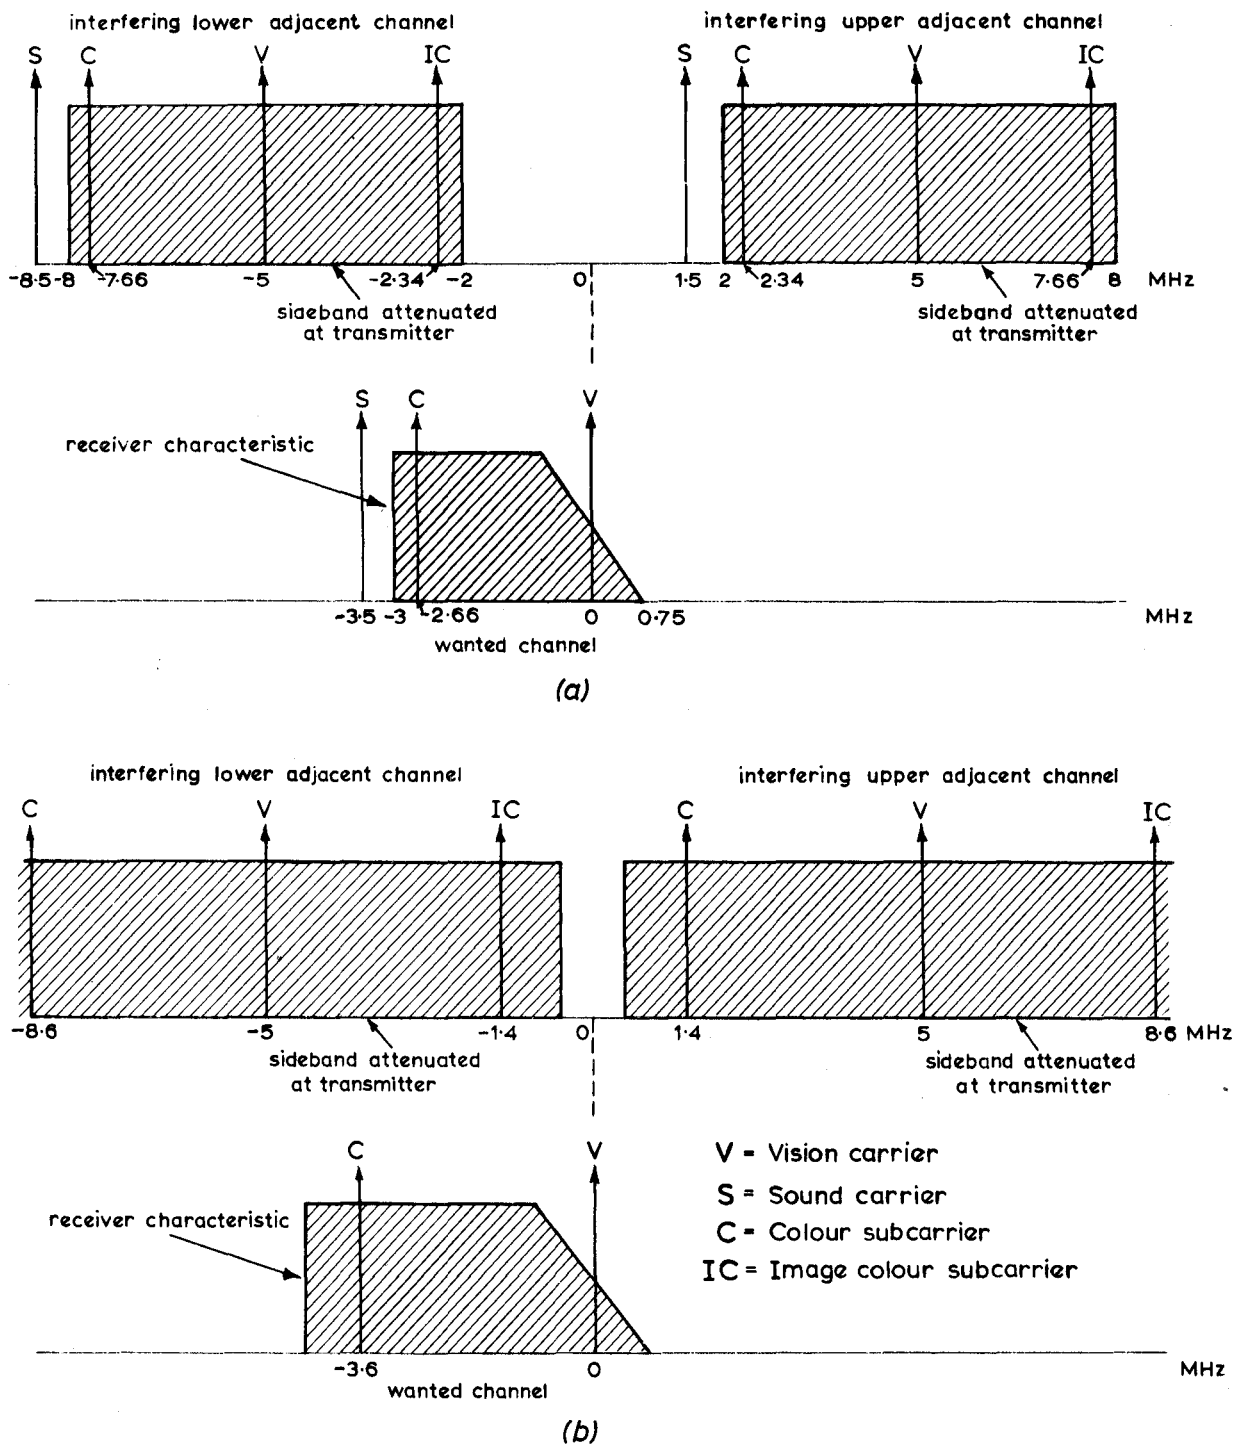 interfering lower adjacent channel interfering upper adjacent channel
S C V IC S C V IC
-8·5 -8 -7·66 -5 -2·34 -2 0 1·5 2 2·34 5 7·66 8 MHz
sideband attenuated sideband attenuated
at transmitter at transmitter
S C V
receiver characteristic
-3·5 -3 -2·66 0 0·75 MHz
wanted channel
(a)
interfering lower adjacent channel interfering upper adjacent channel
C V IC C V IC
-8·6 -5 -1·4 0 1·4 5 8·6 MHz
sideband attenuated sideband attenuated
at transmitter at transmitter
C V
V = Vision carrier
S = Sound carrier
receiver characteristic
C = Colour subcarrier
IC = Image colour subcarrier
-3·6 0 MHz
wanted channel
(b)